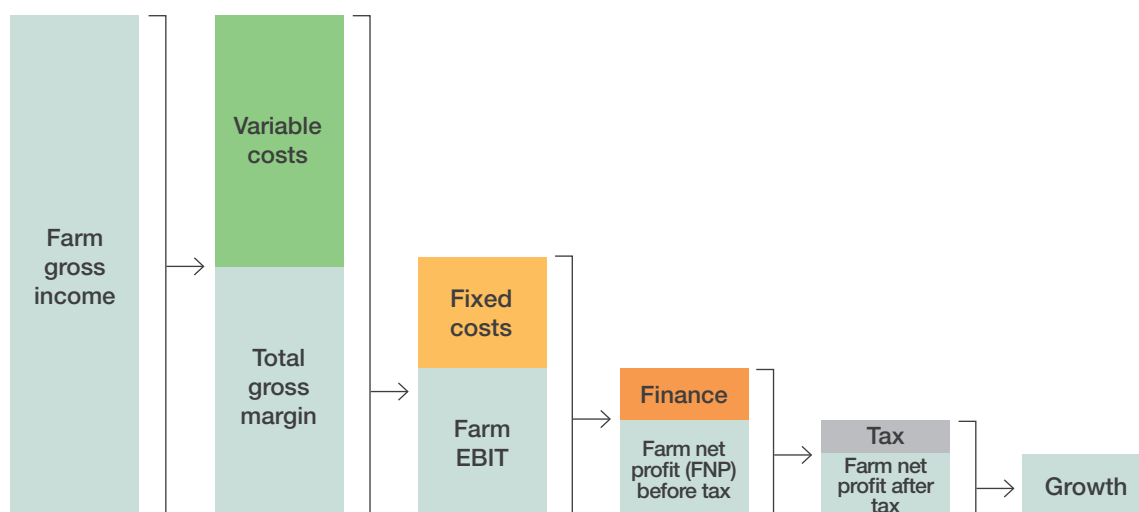 Farm
gross
income
Variable
costs
Total
gross
margin
Fixed
costs
Farm
EBIT
Finance
Farm net
profit (FNP)
before tax
Tax
Farm net
profit after
tax
Growth